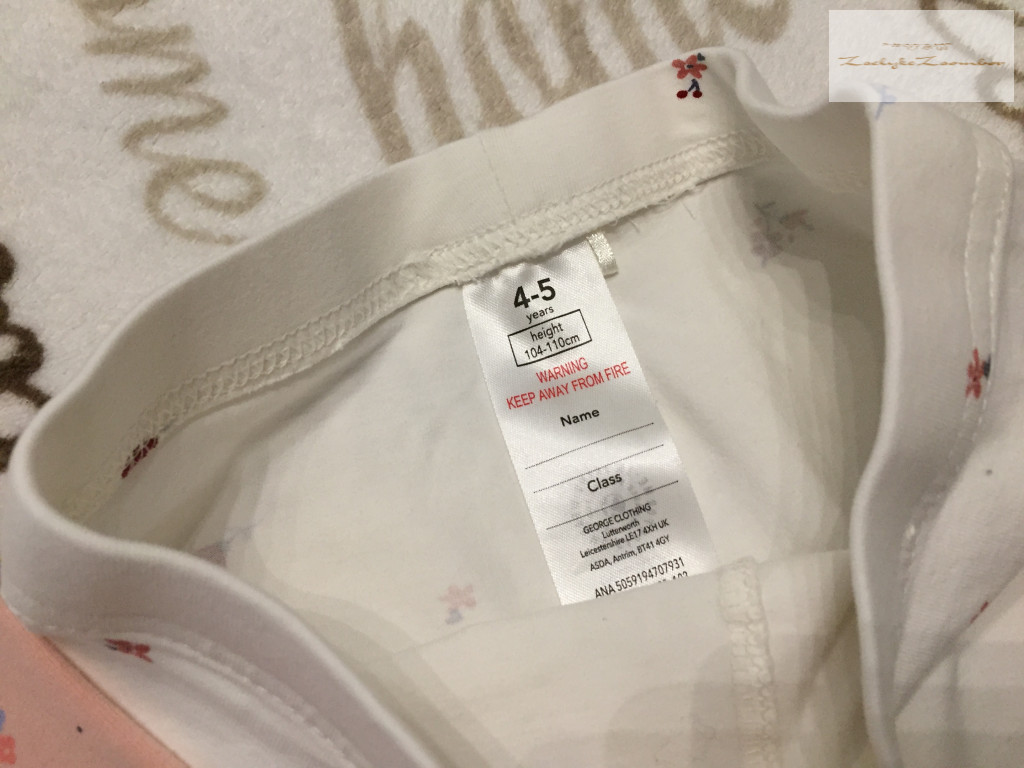 4-5
years
height
104-110cm
WARNING
KEEP AWAY FROM FIRE
Name
Class
GEORGE CLOTHING
Lutterworth
Leicestershire LE17 4XH UK
ASDA, Antrim, BT41 4GY
ANA 5059194707931